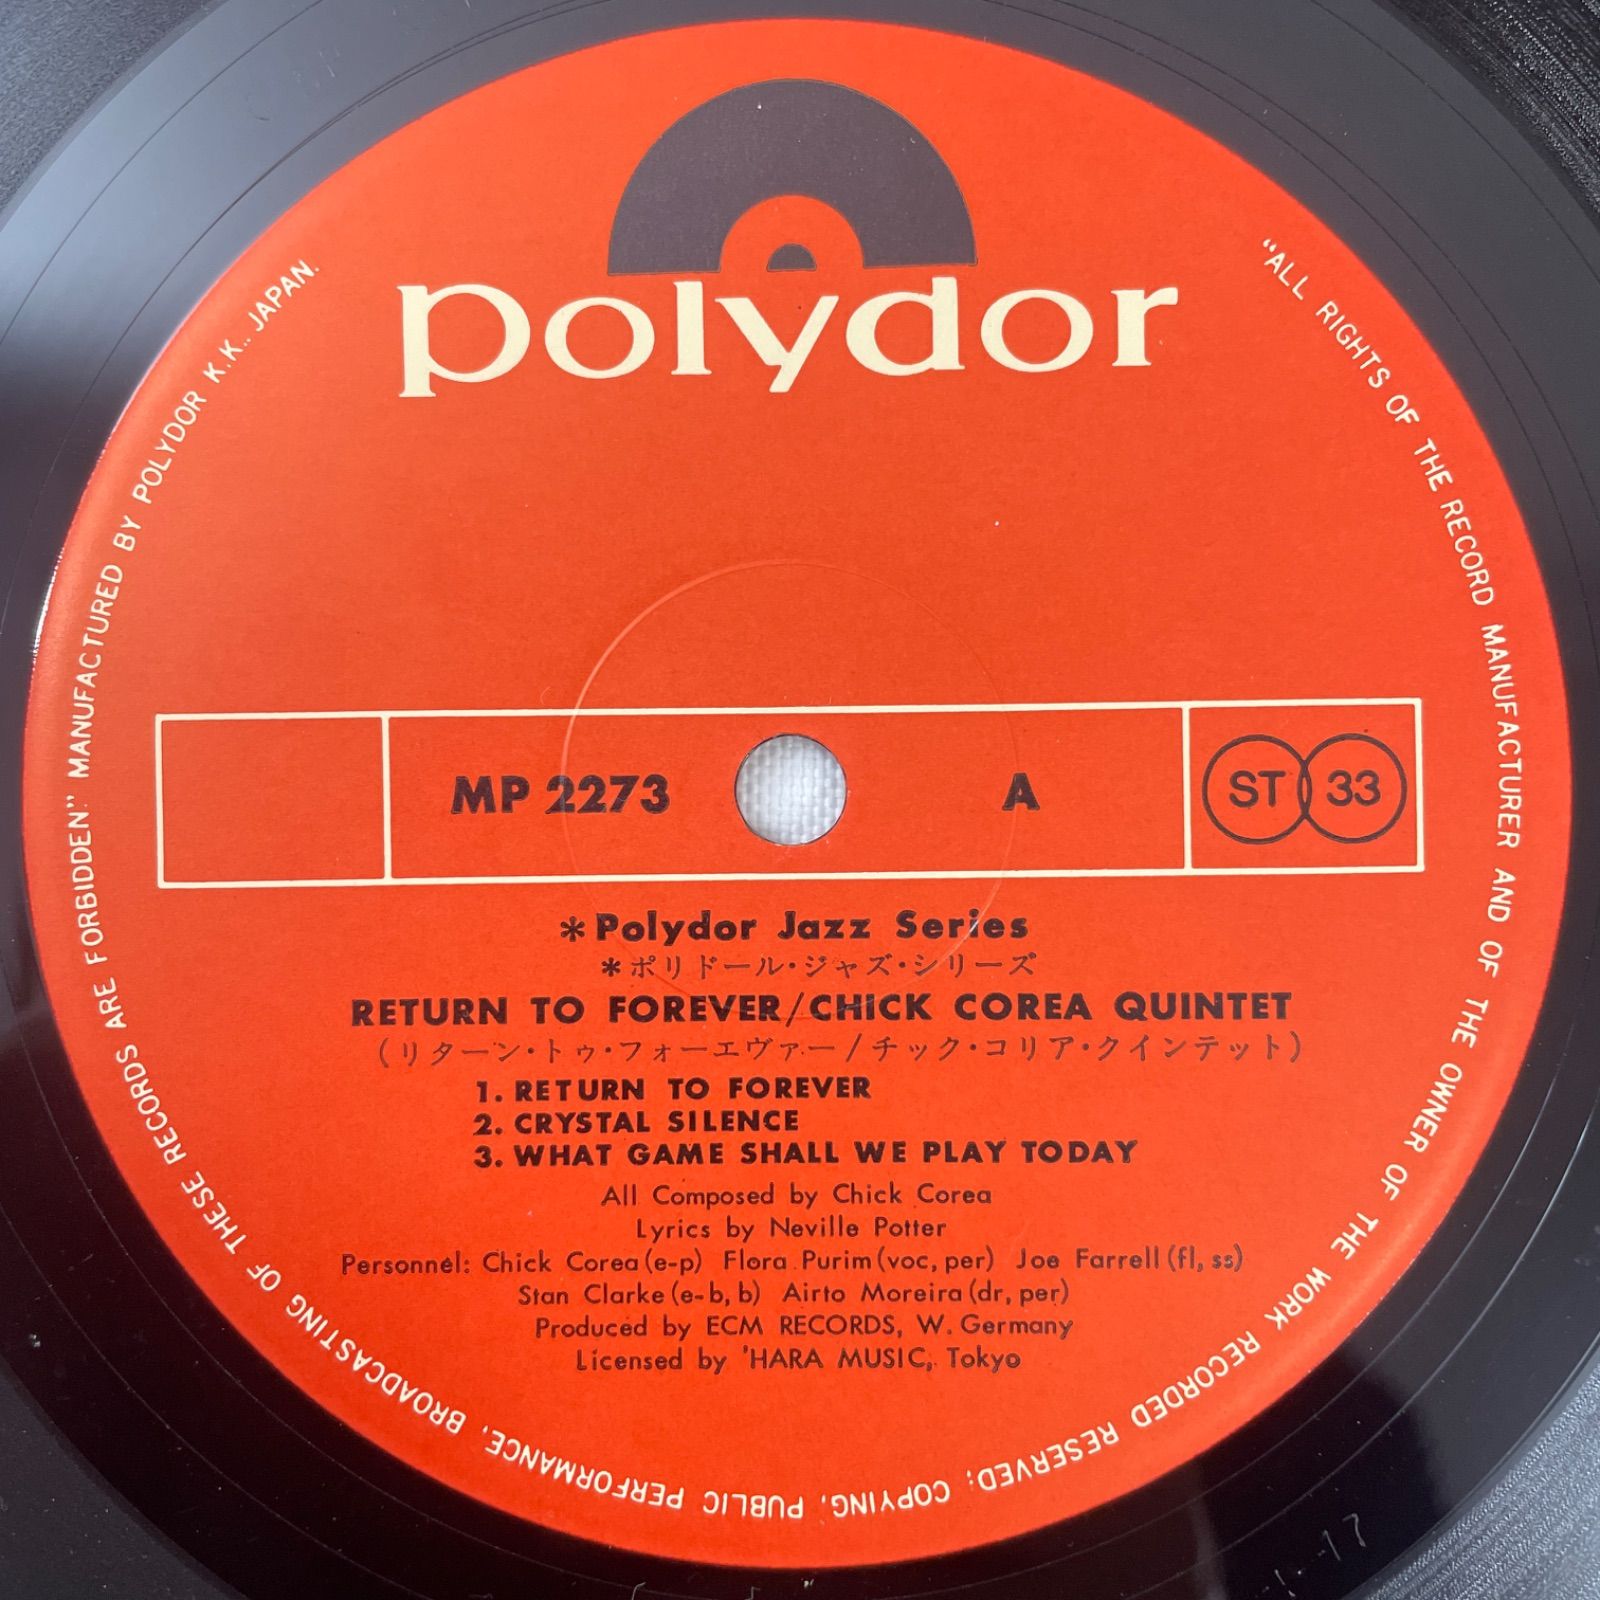 polydor
MP 2273
A
ST 33
*Polydor Jazz Series
*ポリドール・ジャズ・シリーズ
RETURN TO FOREVER/CHICK COREA QUINTET
(リターン・トゥ・フォーエヴァー/チック・コリア・クインテット)
1. RETURN TO FOREVER
2. CRYSTAL SILENCE
3. WHAT GAME SHALL WE PLAY TODAY
All Composed by Chick Corea
Lyrics by Neville Potter
Personnel: Chick Corea(e-p) Flora Purim(voc, per) Joe Farrell(fl, ss)
Stan Clarke(e-b, b) Airto Moreira(dr, per)
Produced by ECM RECORDS, W. Germany
Licensed by 'HARA MUSIC, Tokyo
"ALL RIGHTS OF THE RECORD MANUFACTURER AND OF THE OWNER OF THE WORK RECORDED RESERVED; COPYING, PUBLIC PERFORMANCE, BROADCASTING OF THESE RECORDS ARE FORBIDDEN" MANUFACTURED BY POLYDOR K.K., JAPAN.